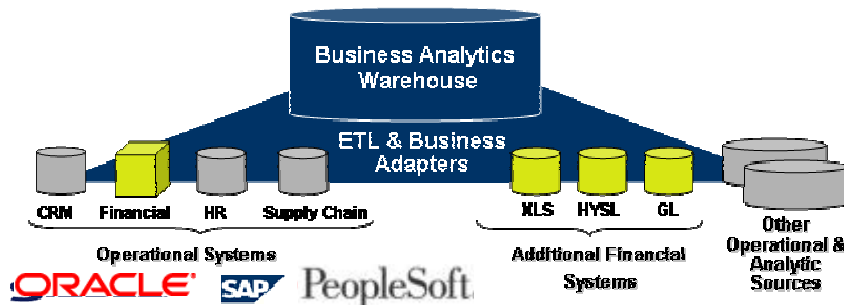 Business Analytics
Warehouse
ETL & Business
Adapters
CRM
Financial
HR
Supply Chain
XLS
HYSL
GL
Operational Systems
Additional Financial
Systems
Other
Operational &
Analytic
Sources
ORACLE
SAP
PeopleSoft